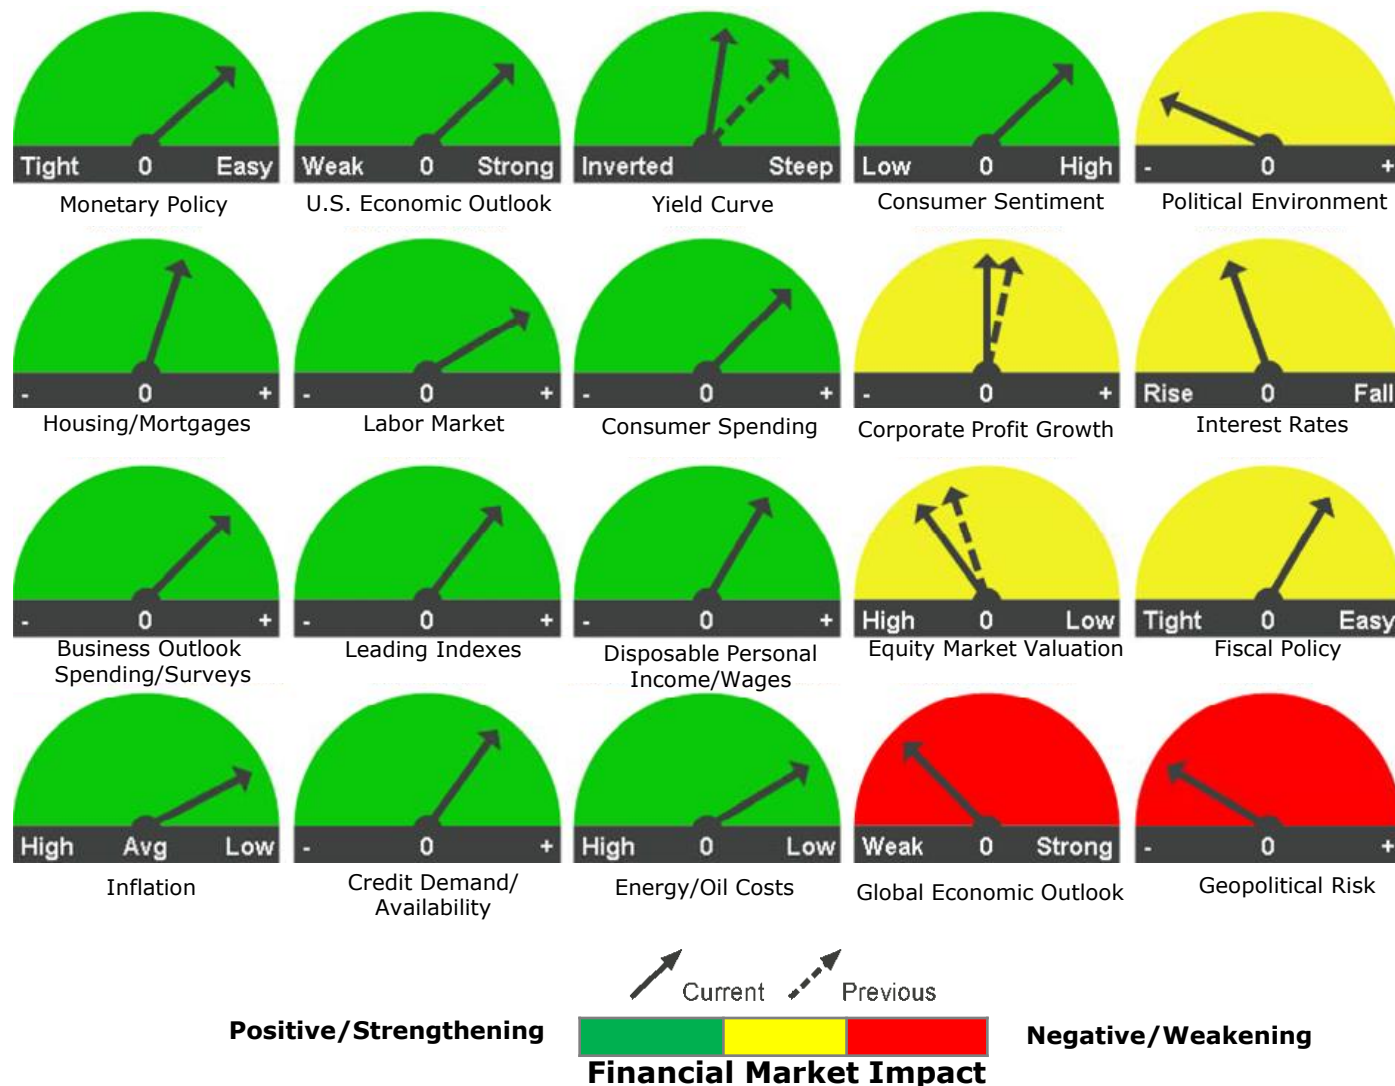 Tight 0 Easy
Weak 0 Strong
Inverted Steep
Low 0 High
- 0 +
Monetary Policy
U.S. Economic Outlook
Yield Curve
Consumer Sentiment
Political Environment
- 0 +
- 0 +
- 0 +
- 0 +
Rise 0 Fall
Housing/Mortgages
Labor Market
Consumer Spending
Corporate Profit Growth
Interest Rates
- 0 +
- 0 +
- 0 +
High 0 Low
Tight 0 Easy
Business Outlook
Spending/Surveys
Leading Indexes
Disposable Personal
Income/Wages
Equity Market Valuation
Fiscal Policy
High Avg Low
- 0 +
High 0 Low
Weak 0 Strong
- 0 +
Inflation
Credit Demand/
Availability
Energy/Oil Costs
Global Economic Outlook
Geopolitical Risk
Current Previous
Positive/Strengthening
Negative/Weakening
Financial Market Impact